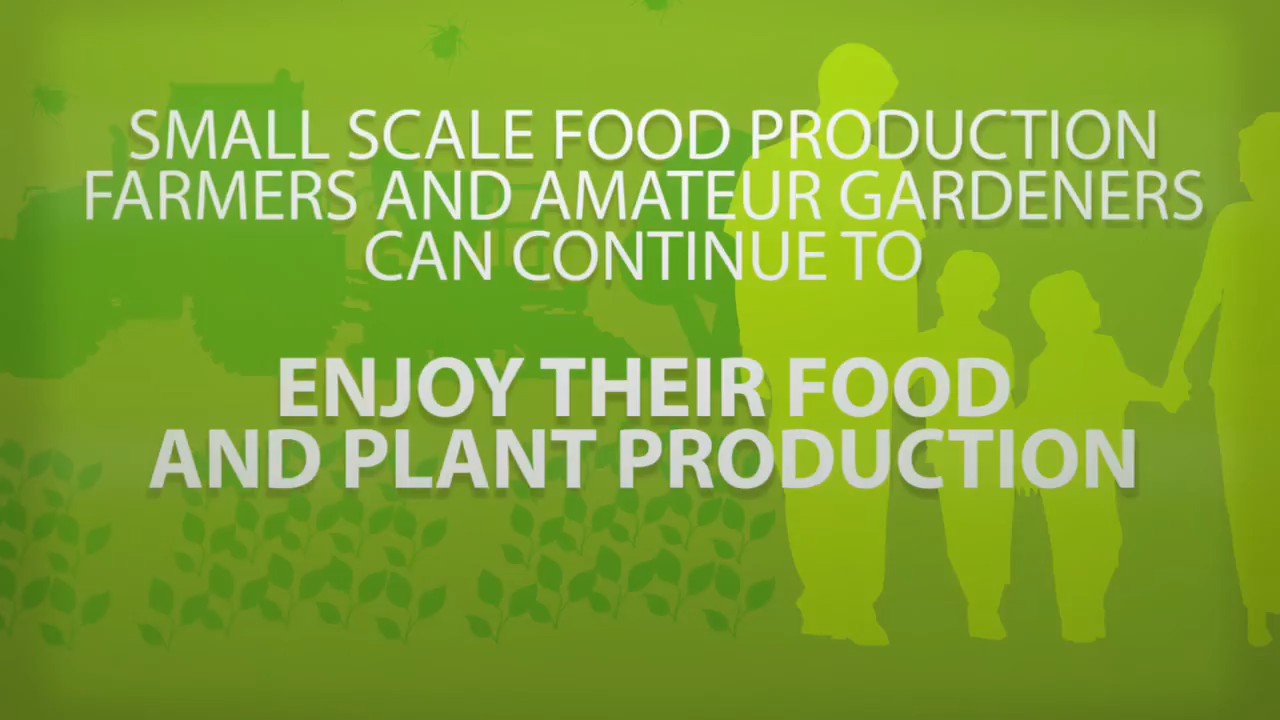 SMALL SCALE FOOD PRODUCTION
FARMERS AND AMATEUR GARDENERS
CAN CONTINUE TO
ENJOY THEIR FOOD
AND PLANT PRODUCTION